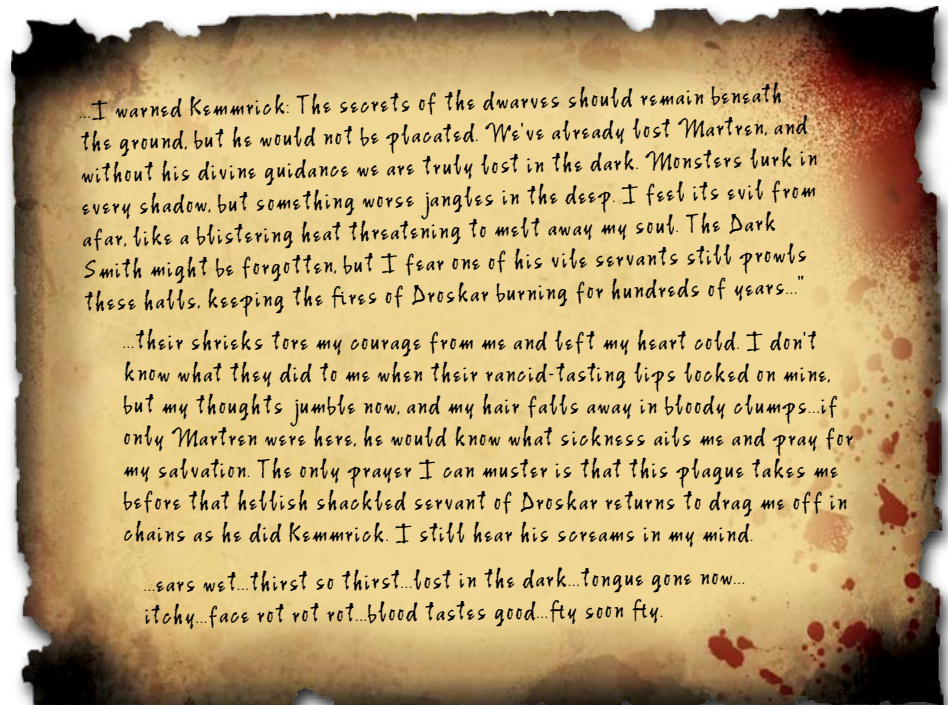 ...I warned Kemmrick: The secrets of the dwarves should remain beneath
the ground, but he would not be placated. We've already lost Martren, and
without his divine guidance we are truly lost in the dark. Monsters lurk in
every shadow, but something worse jangles in the deep. I feel its evil from
afar, like a blistering heat threatening to melt away my soul. The Dark
Smith might be forgotten, but I fear one of his vile servants still prowls
these halls, keeping the fires of Droskar burning for hundreds of years..."
...their shrieks tore my courage from me and left my heart cold. I don't
know what they did to me when their rancid-tasting lips locked on mine,
but my thoughts jumble now, and my hair falls away in bloody clumps...if
only Martren were here, he would know what sickness ails me and pray for
my salvation. The only prayer I can muster is that this plague takes me
before that hellish shackled servant of Droskar returns to drag me off in
chains as he did Kemmrick. I still hear his screams in my mind.
...ears wet...thirst so thirst...lost in the dark...tongue gone now...
itchy...face rot rot rot...blood tastes good...fly soon fly.